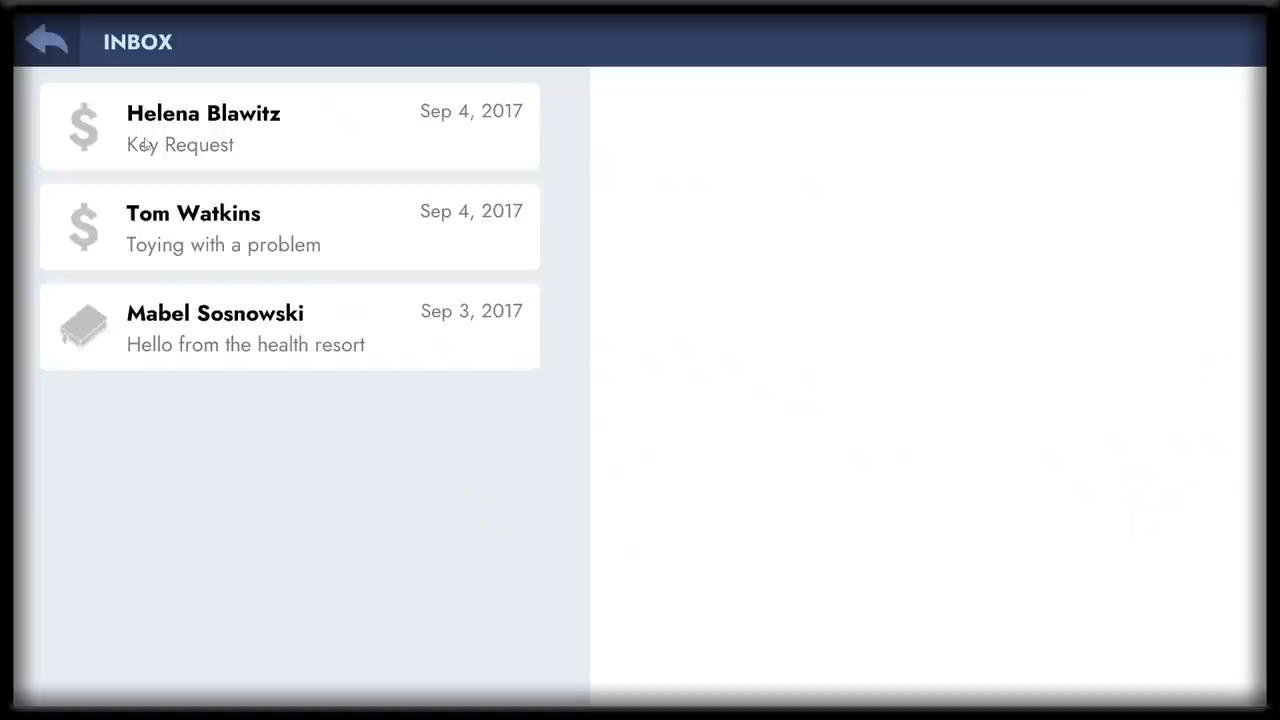 INBOX
Helena Blawitz
Sep 4, 2017
Key Request
Tom Watkins
Sep 4, 2017
Toying with a problem
Mabel Sosnowski
Sep 3, 2017
Hello from the health resort